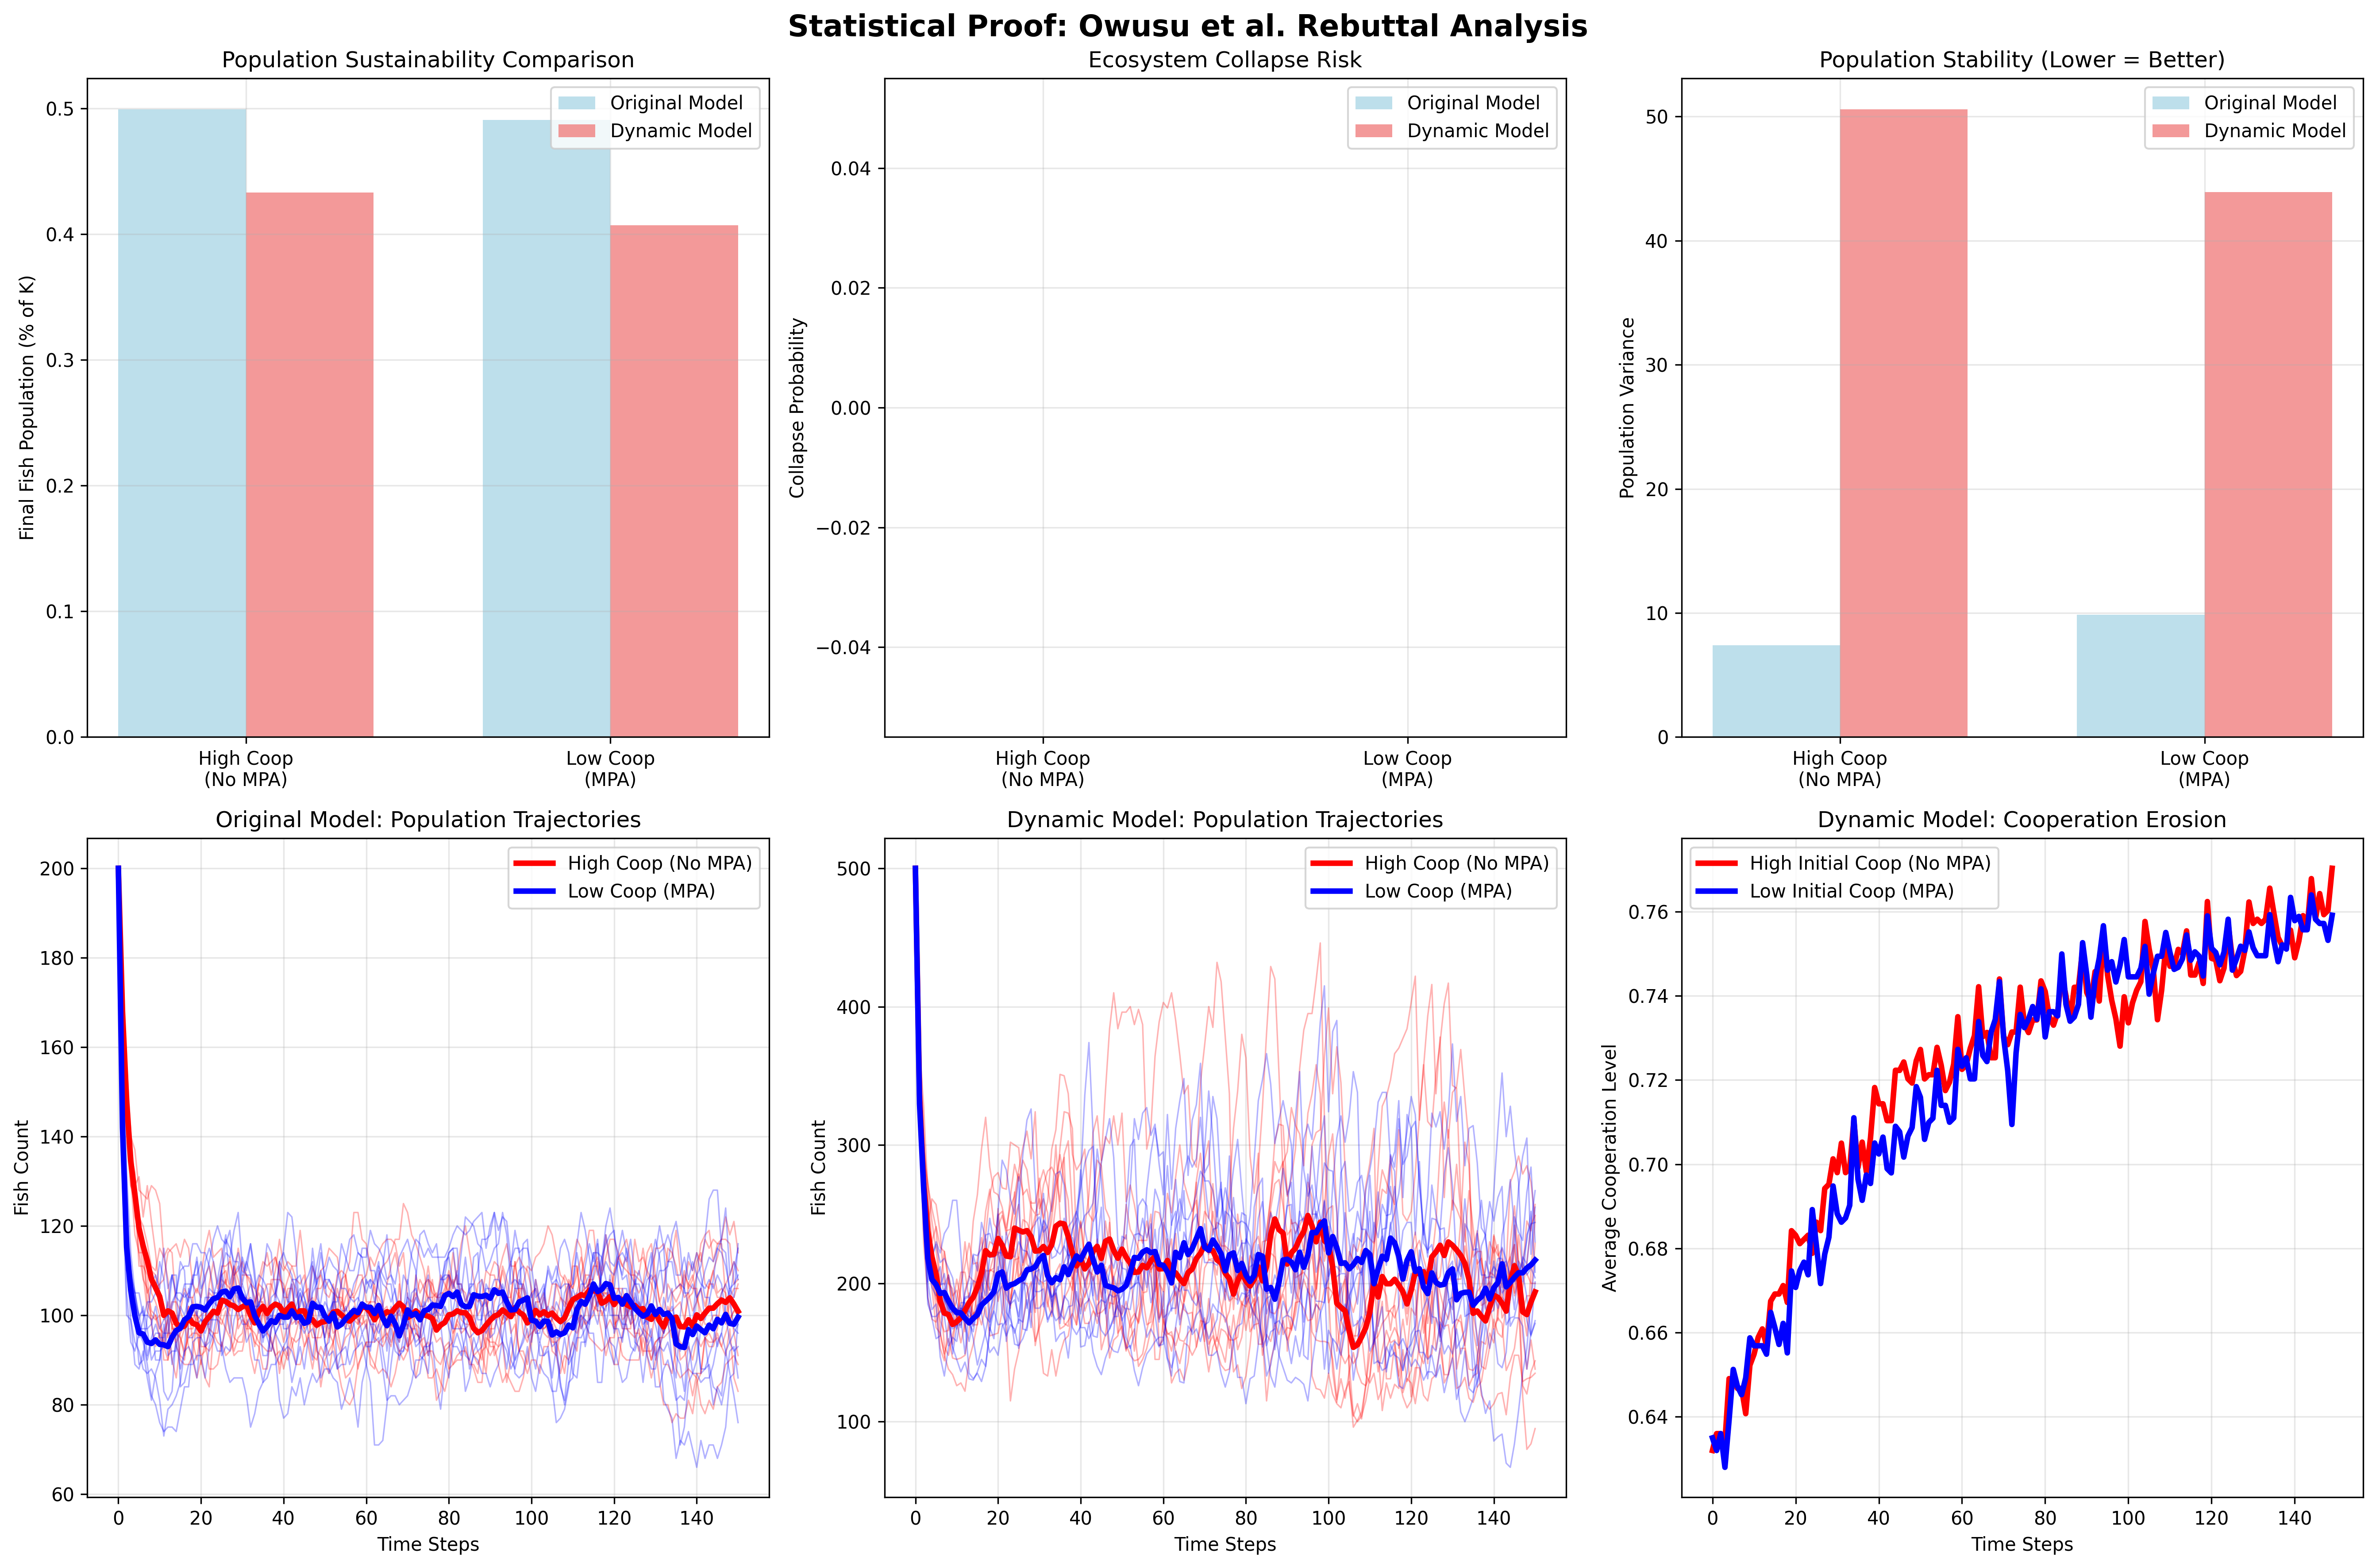 Statistical Proof: Owusu et al. Rebuttal Analysis
Population Sustainability Comparison
Final Fish Population (% of K)
0.5
0.4
0.3
0.2
0.1
0.0
Original Model
Dynamic Model
High Coop
(No MPA)
Low Coop
(MPA)
Ecosystem Collapse Risk
Collapse Probability
0.04
0.02
0.00
−0.02
−0.04
Original Model
Dynamic Model
High Coop
(No MPA)
Low Coop
(MPA)
Population Stability (Lower = Better)
Population Variance
50
40
30
20
10
0
Original Model
Dynamic Model
High Coop
(No MPA)
Low Coop
(MPA)
Original Model: Population Trajectories
Fish Count
200
180
160
140
120
100
80
60
High Coop (No MPA)
Low Coop (MPA)
0 20 40 60 80 100 120 140
Time Steps
Dynamic Model: Population Trajectories
Fish Count
500
400
300
200
100
High Coop (No MPA)
Low Coop (MPA)
0 20 40 60 80 100 120 140
Time Steps
Dynamic Model: Cooperation Erosion
Average Cooperation Level
0.76
0.74
0.72
0.70
0.68
0.66
0.64
High Initial Coop (No MPA)
Low Initial Coop (MPA)
0 20 40 60 80 100 120 140
Time Steps